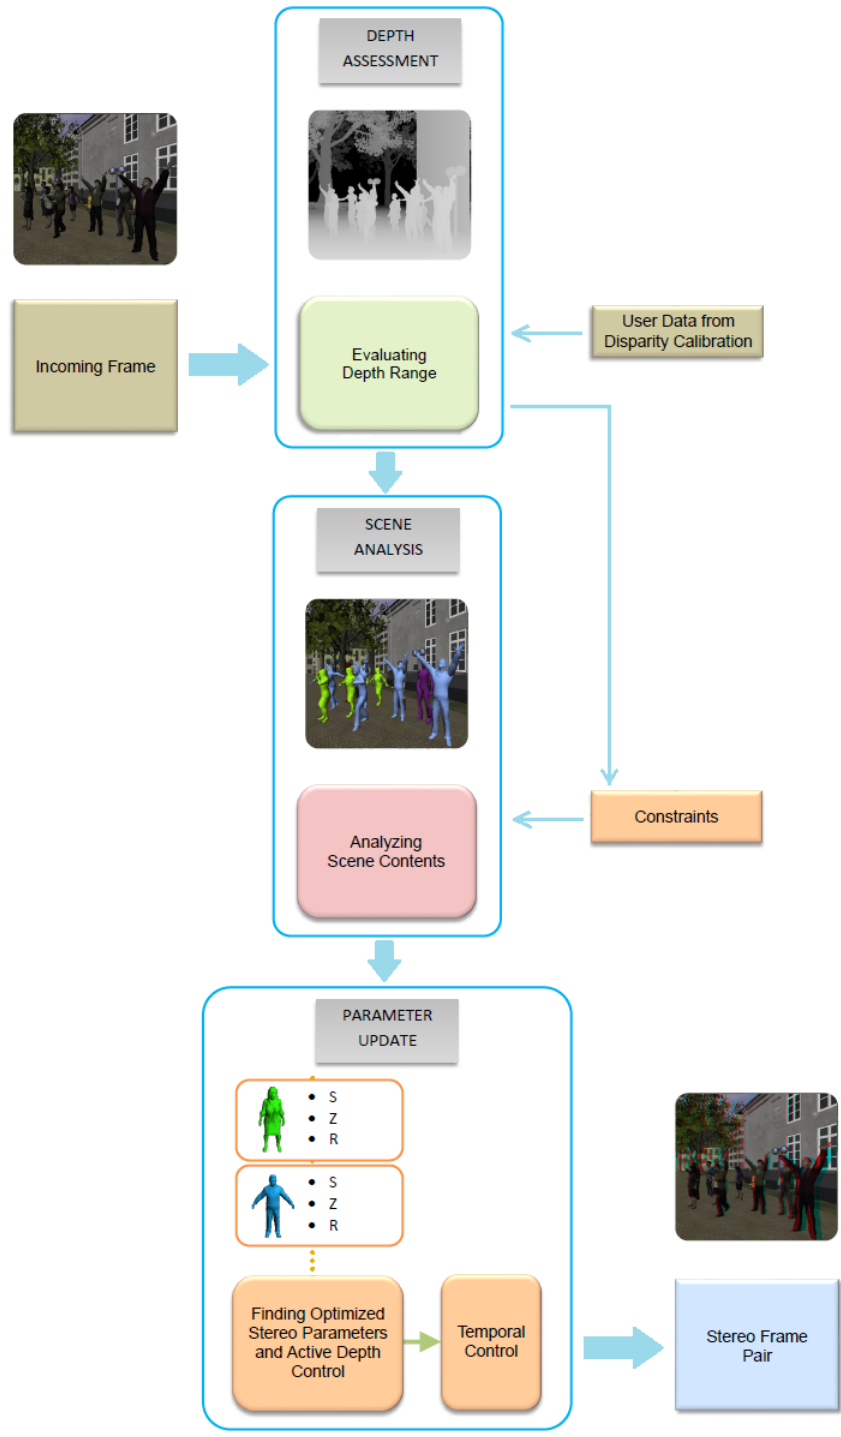 DEPTH
ASSESSMENT
Incoming Frame
Evaluating
Depth Range
User Data from
Disparity Calibration
SCENE
ANALYSIS
Analyzing
Scene Contents
Constraints
PARAMETER
UPDATE
• S
• Z
• R
• S
• Z
• R
Finding Optimized
Stereo Parameters
and Active Depth
Control
Temporal
Control
Stereo Frame
Pair